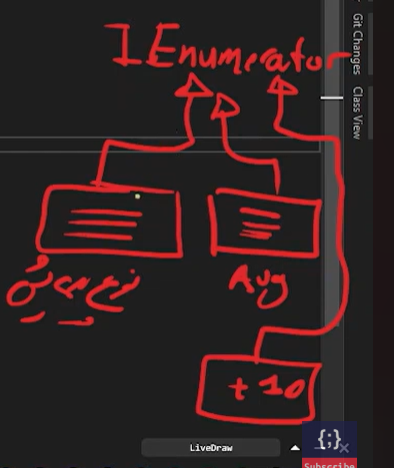 IEnumerator
Git Changes
Class View
Avg
+10
LiveDraw
{;}
Subscribe